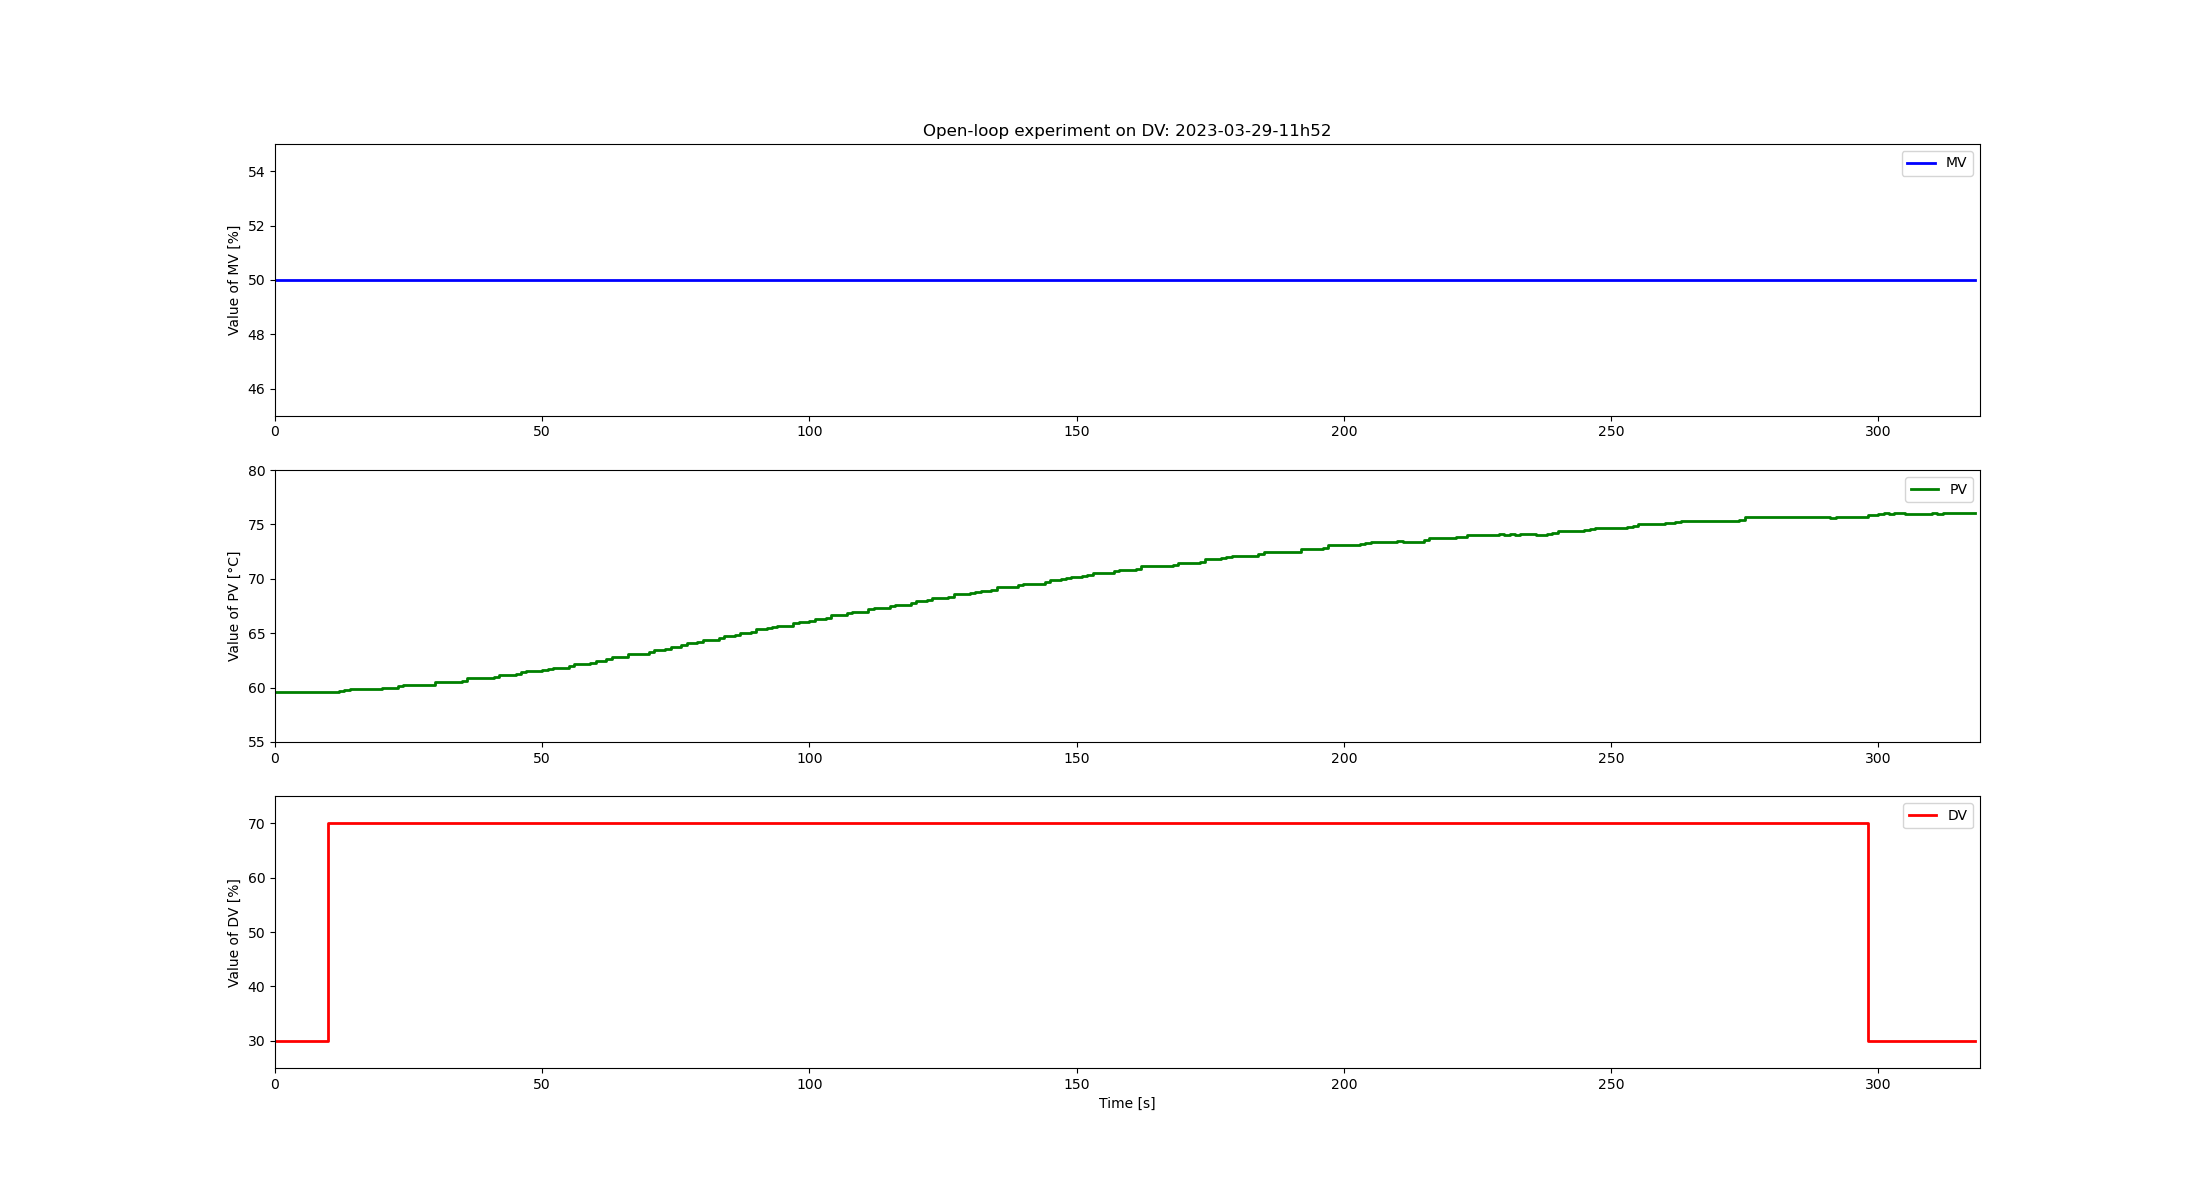 Open-loop experiment on DV: 2023-03-29-11h52
Value of MV [%]
54
52
50
48
46
MV
0 50 100 150 200 250 300
Value of PV [°C]
80
75
70
65
60
55
PV
0 50 100 150 200 250 300
Value of DV [%]
70
60
50
40
30
DV
0 50 100 150 200 250 300
Time [s]